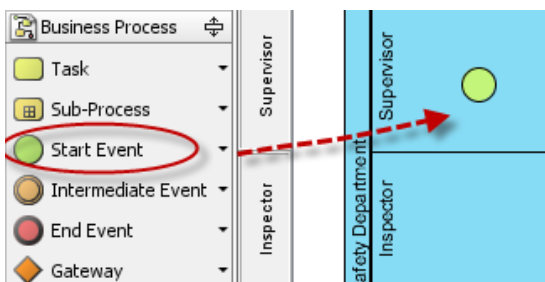 Business Process
Task
Sub-Process
Start Event
Intermediate Event
End Event
Gateway
Supervisor
Inspector
afety Department
Supervisor
Inspector